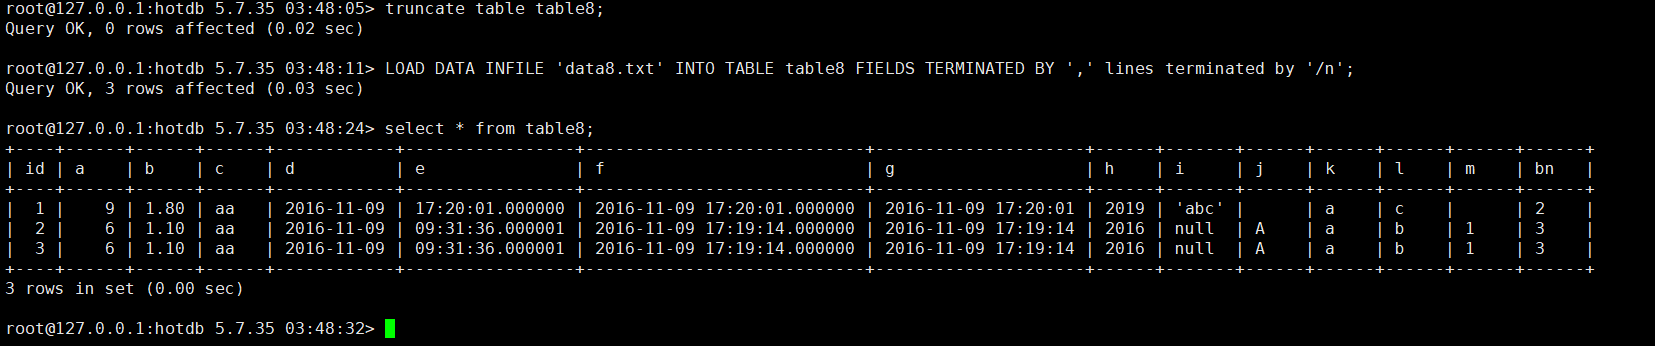 root@127.0.0.1:hotdb 5.7.35 03:48:05> truncate table table8;
Query OK, 0 rows affected (0.02 sec)
root@127.0.0.1:hotdb 5.7.35 03:48:11> LOAD DATA INFILE 'data8.txt' INTO TABLE table8 FIELDS TERMINATED BY ',' lines terminated by '/n';
Query OK, 3 rows affected (0.03 sec)
root@127.0.0.1:hotdb 5.7.35 03:48:24> select * from table8;
+----+------+------+------+------------+-----------------+----------------------------+---------------------+------+-------+------+------+------+------+------+
| id | a    | b    | c    | d          | e               | f                          | g                   | h    | i     | j    | k    | l    | m    | bn   |
+----+------+------+------+------------+-----------------+----------------------------+---------------------+------+-------+------+------+------+------+------+
|  1 |    9 | 1.80 | aa   | 2016-11-09 | 17:20:01.000000 | 2016-11-09 17:20:01.000000 | 2016-11-09 17:20:01 | 2019 | 'abc' |      | a    | c    |      | 2    |
|  2 |    6 | 1.10 | aa   | 2016-11-09 | 09:31:36.000001 | 2016-11-09 17:19:14.000000 | 2016-11-09 17:19:14 | 2016 | null  | A    | a    | b    | 1    | 3    |
|  3 |    6 | 1.10 | aa   | 2016-11-09 | 09:31:36.000001 | 2016-11-09 17:19:14.000000 | 2016-11-09 17:19:14 | 2016 | null  | A    | a    | b    | 1    | 3    |
+----+------+------+------+------------+-----------------+----------------------------+---------------------+------+-------+------+------+------+------+------+
3 rows in set (0.00 sec)
root@127.0.0.1:hotdb 5.7.35 03:48:32>